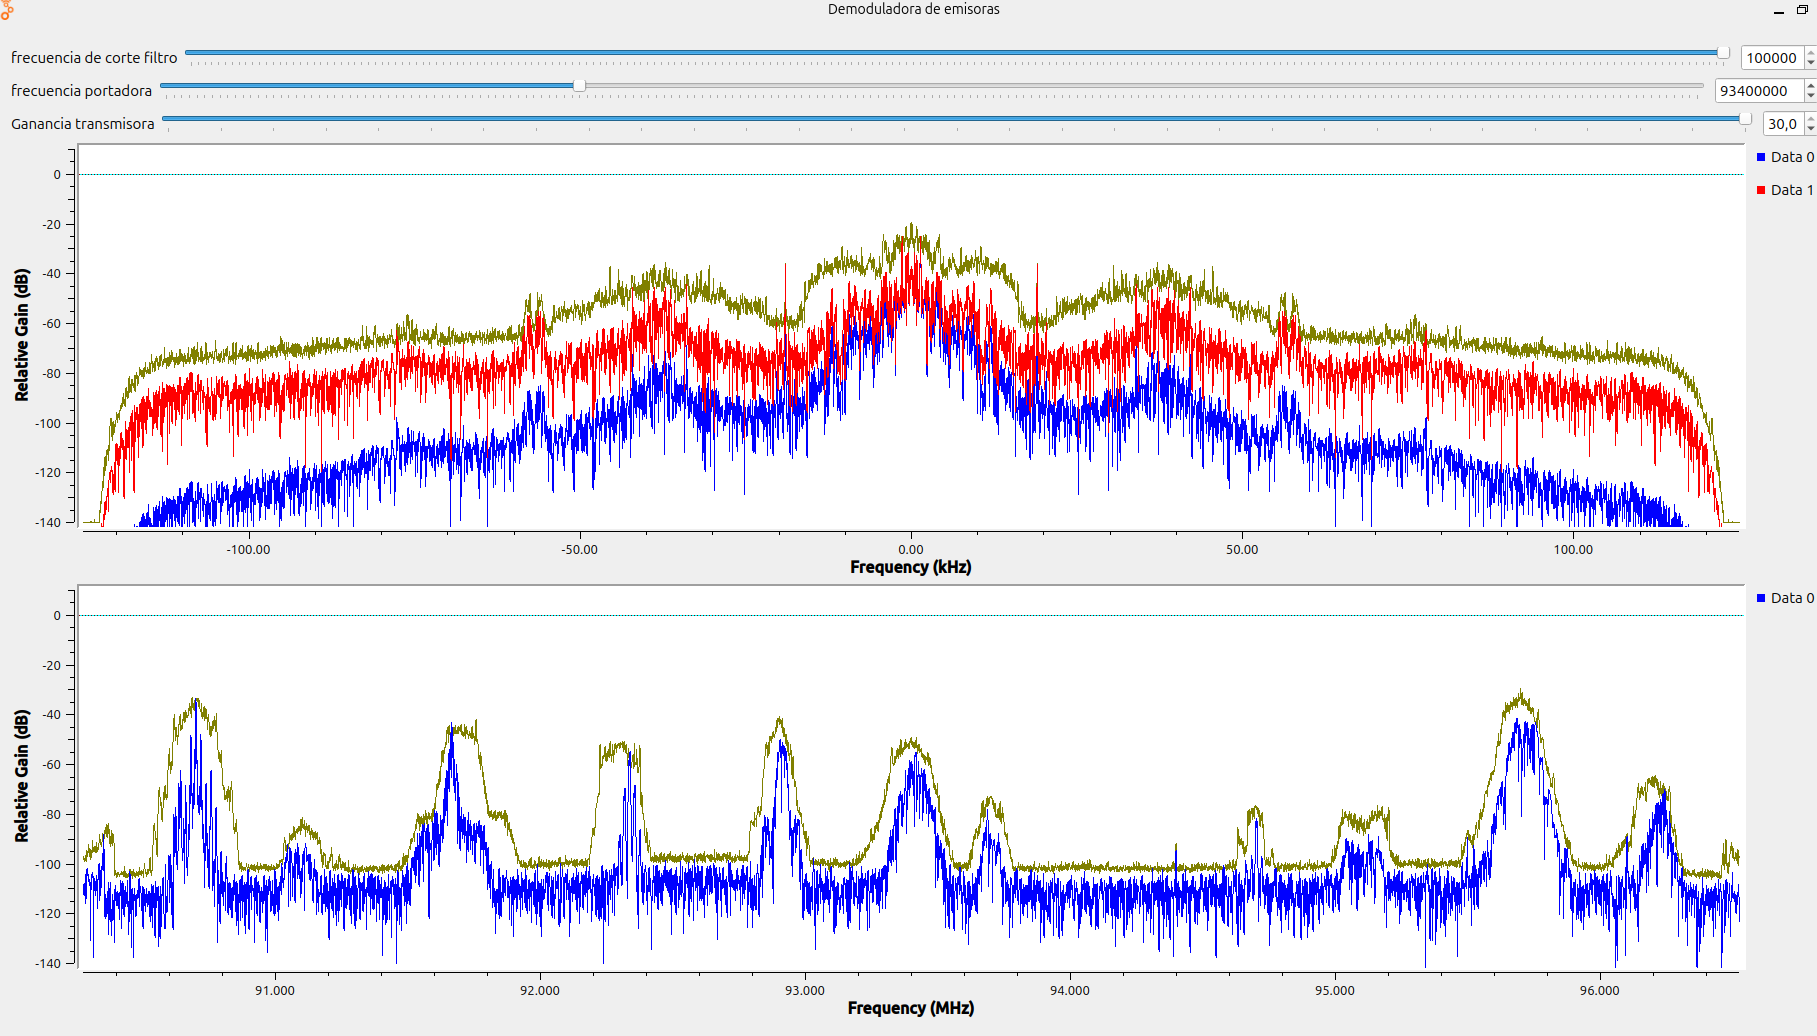 Demoduladora de emisoras
frecuencia de corte filtro 100000
frecuencia portadora 93400000
Ganancia transmisora 30,0
Data 0
Data 1
Relative Gain (dB)
0
-20
-40
-60
-80
-100
-120
-140
-100.00 -50.00 0.00 50.00 100.00
Frequency (kHz)
Data 0
Relative Gain (dB)
0
-20
-40
-60
-80
-100
-120
-140
91.000 92.000 93.000 94.000 95.000 96.000
Frequency (MHz)